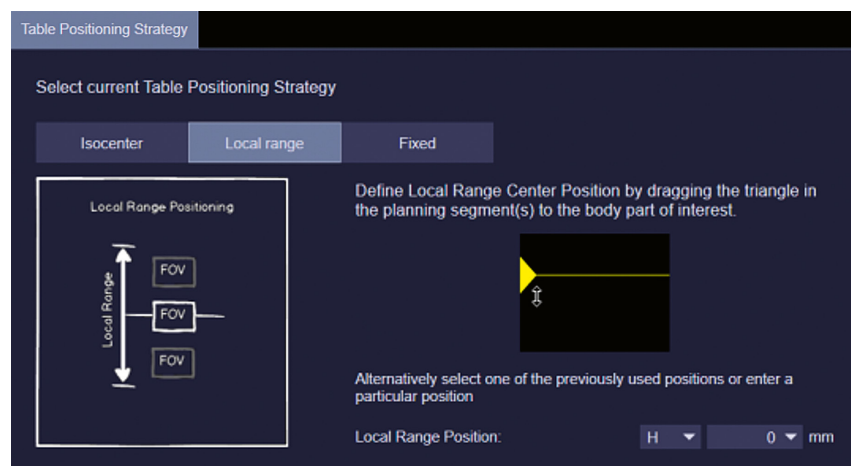 Table Positioning Strategy
Select current Table Positioning Strategy
Isocenter Local range Fixed
Local Range Positioning
Local Range
FOV
FOV
FOV
Define Local Range Center Position by dragging the triangle in
the planning segment(s) to the body part of interest.
Alternatively select one of the previously used positions or enter a
particular position
Local Range Position: H 0 mm